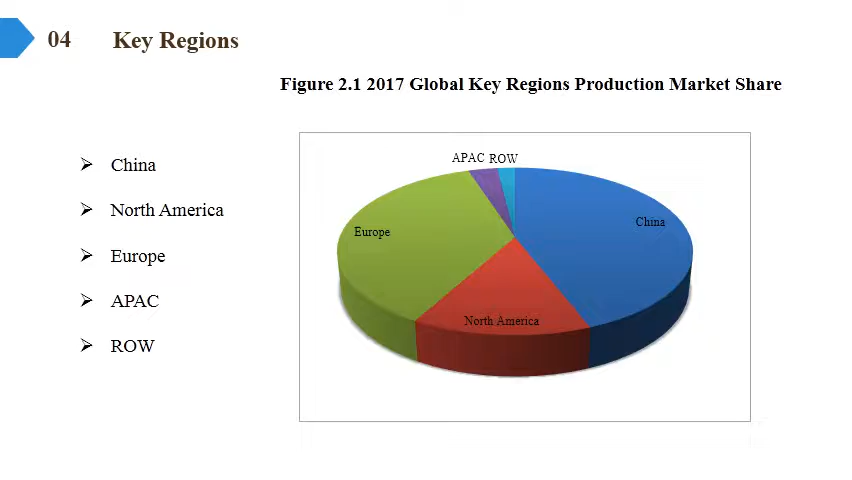 04 Key Regions
Figure 2.1 2017 Global Key Regions Production Market Share
China
North America
Europe
APAC
ROW
APAC ROW
China
Europe
North America